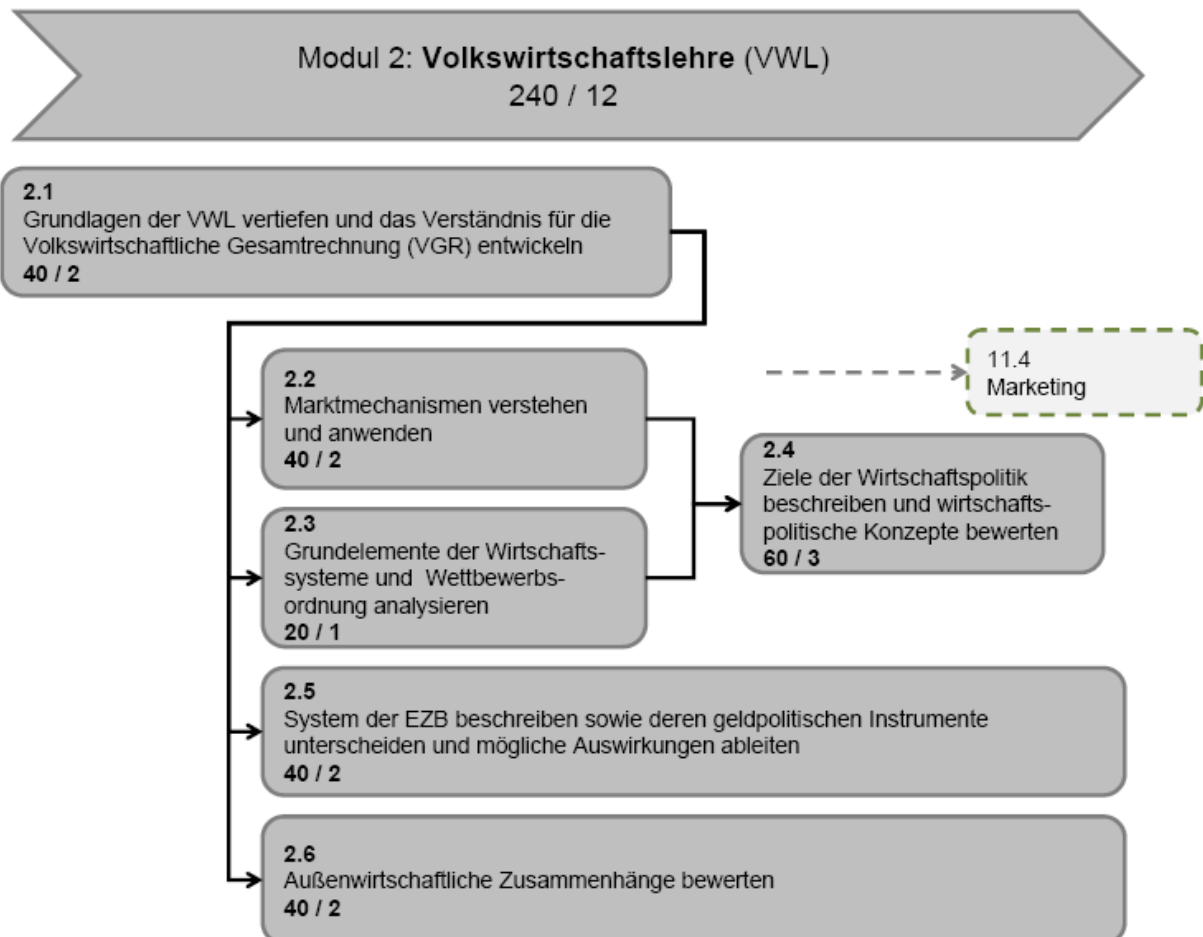 Modul 2: Volkswirtschaftslehre (VWL)
240 / 12
2.1
Grundlagen der VWL vertiefen und das Verständnis für die
Volkswirtschaftliche Gesamtrechnung (VGR) entwickeln
40 / 2
2.2
Marktmechanismen verstehen
und anwenden
40 / 2
11.4
Marketing
2.3
Grundelemente der Wirtschafts-
systeme und Wettbewerbs-
ordnung analysieren
20 / 1
2.4
Ziele der Wirtschaftspolitik
beschreiben und wirtschafts-
politische Konzepte bewerten
60 / 3
2.5
System der EZB beschreiben sowie deren geldpolitischen Instrumente
unterscheiden und mögliche Auswirkungen ableiten
40 / 2
2.6
Außenwirtschaftliche Zusammenhänge bewerten
40 / 2